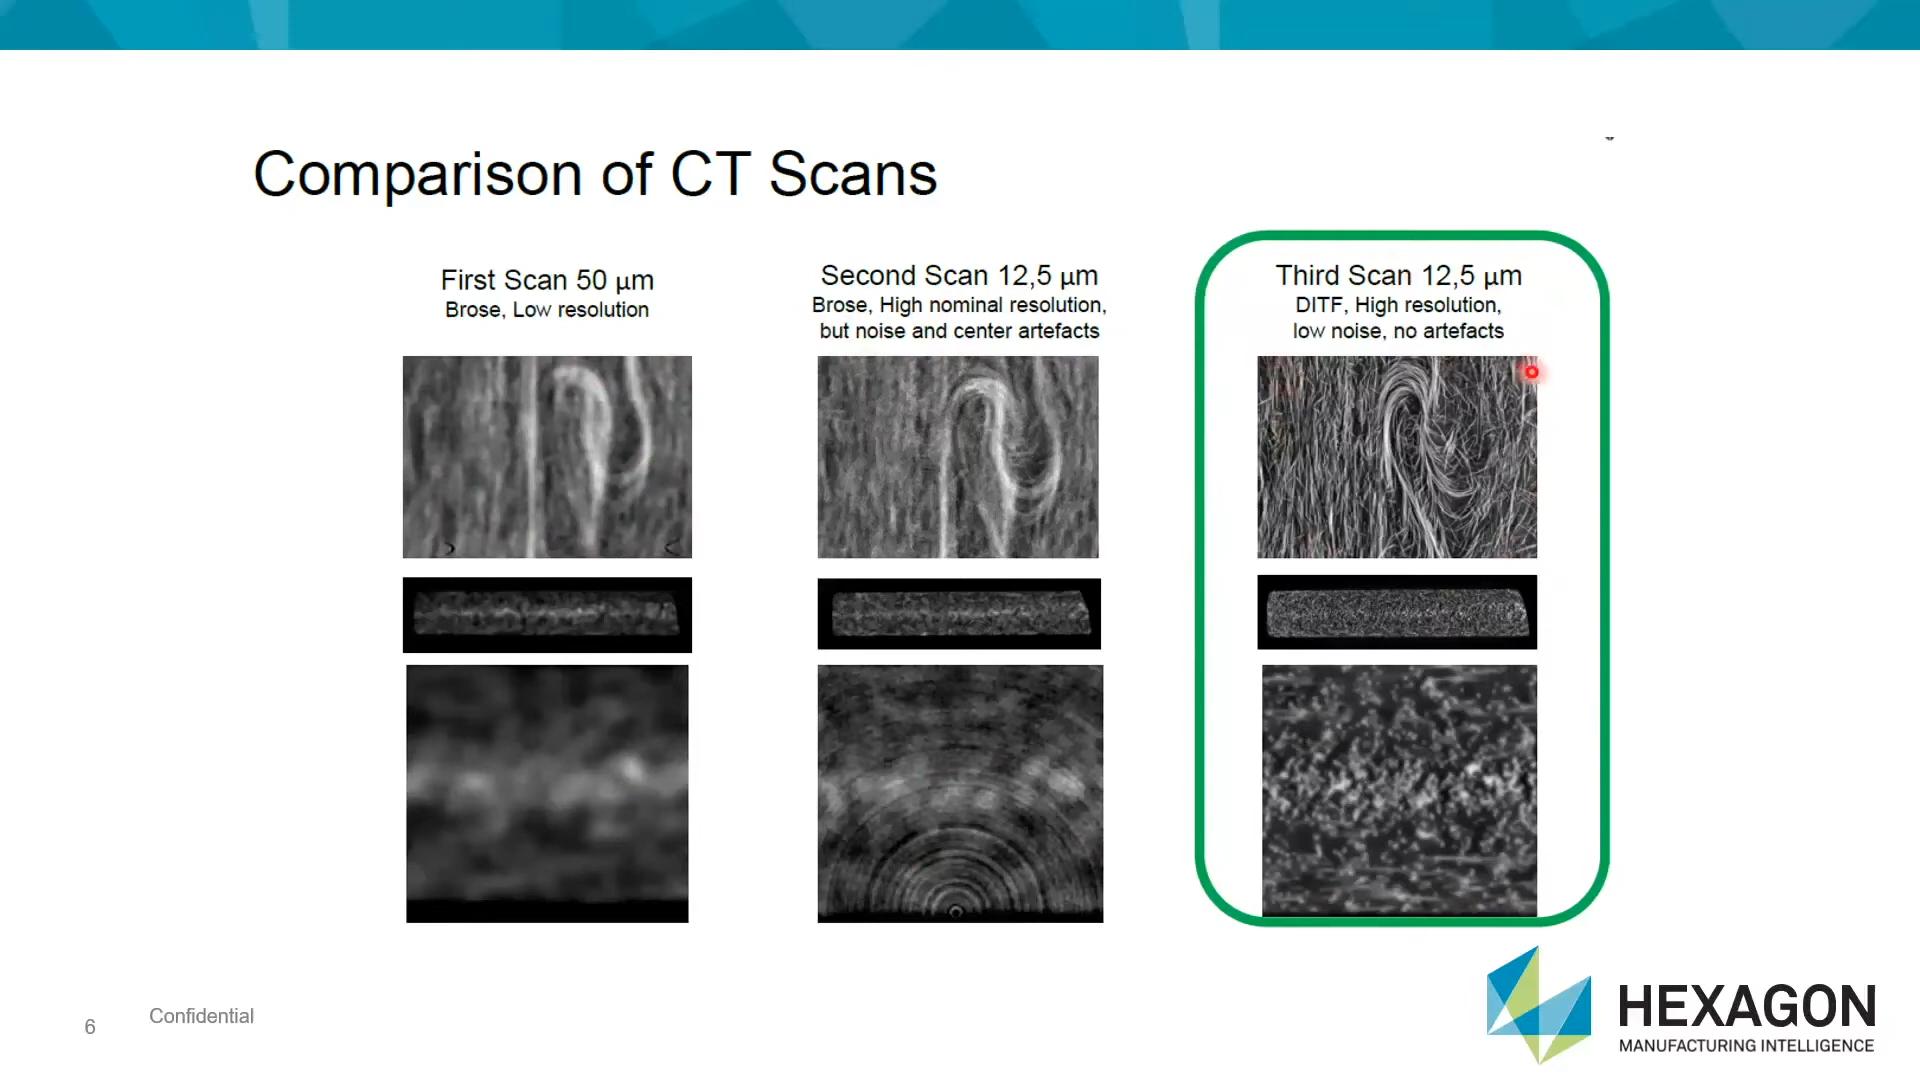 Comparison of CT Scans
First Scan 50 µm
Brose, Low resolution
Second Scan 12,5 µm
Brose, High nominal resolution,
but noise and center artefacts
Third Scan 12,5 µm
DITF, High resolution,
low noise, no artefacts
6
Confidential
HEXAGON
MANUFACTURING INTELLIGENCE